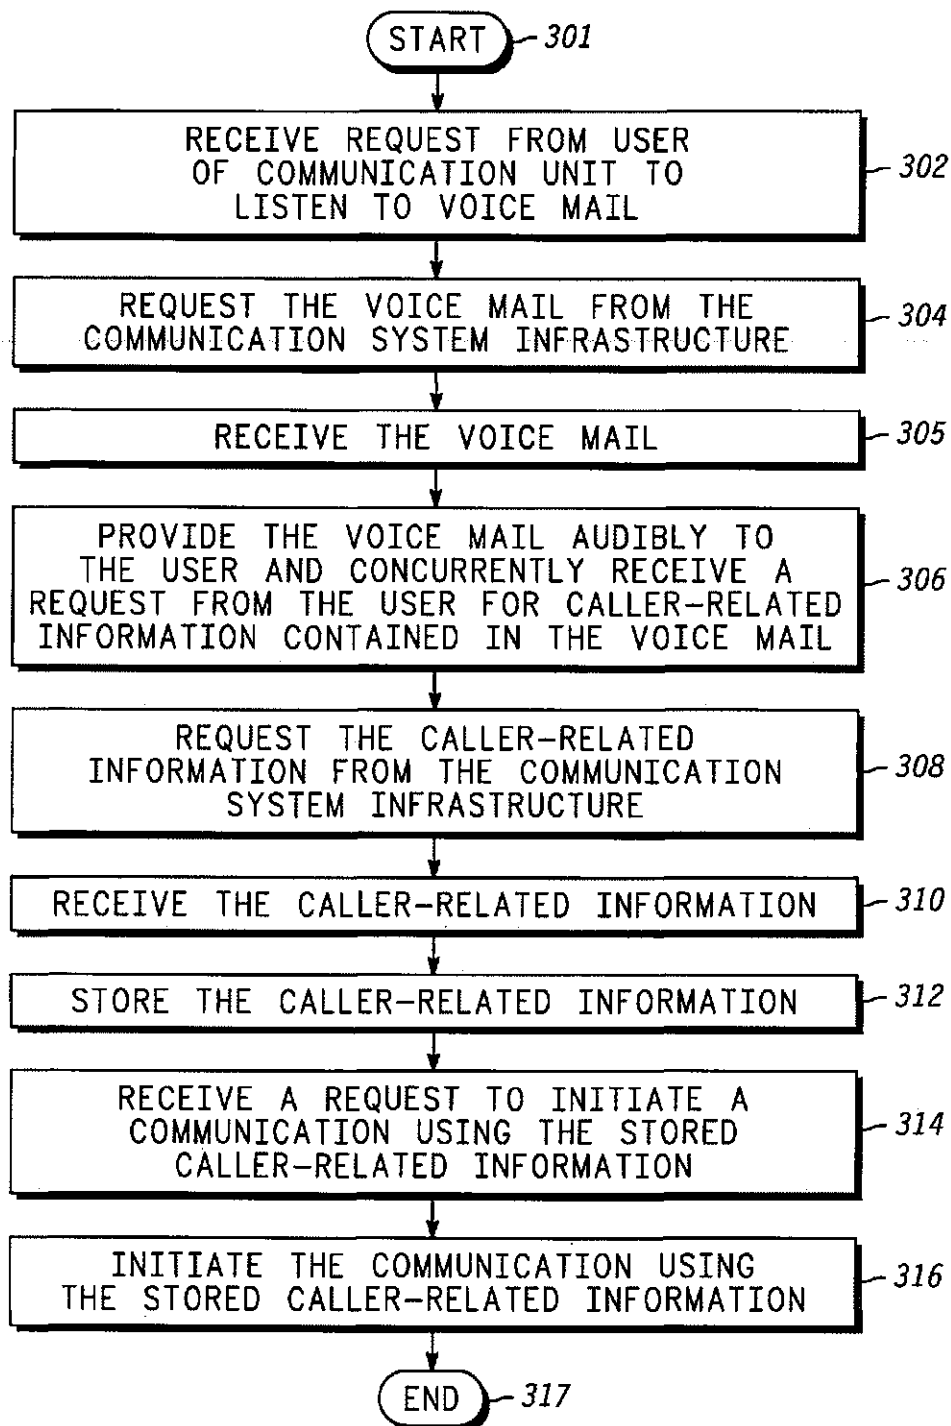 START 301
RECEIVE REQUEST FROM USER
OF COMMUNICATION UNIT TO
LISTEN TO VOICE MAIL
302
REQUEST THE VOICE MAIL FROM THE
COMMUNICATION SYSTEM INFRASTRUCTURE
304
RECEIVE THE VOICE MAIL 305
PROVIDE THE VOICE MAIL AUDIBLY TO
THE USER AND CONCURRENTLY RECEIVE A
REQUEST FROM THE USER FOR CALLER-RELATED
INFORMATION CONTAINED IN THE VOICE MAIL
306
REQUEST THE CALLER-RELATED
INFORMATION FROM THE COMMUNICATION
SYSTEM INFRASTRUCTURE
308
RECEIVE THE CALLER-RELATED INFORMATION 310
STORE THE CALLER-RELATED INFORMATION 312
RECEIVE A REQUEST TO INITIATE A
COMMUNICATION USING THE STORED
CALLER-RELATED INFORMATION
314
INITIATE THE COMMUNICATION USING
THE STORED CALLER-RELATED INFORMATION
316
END 317